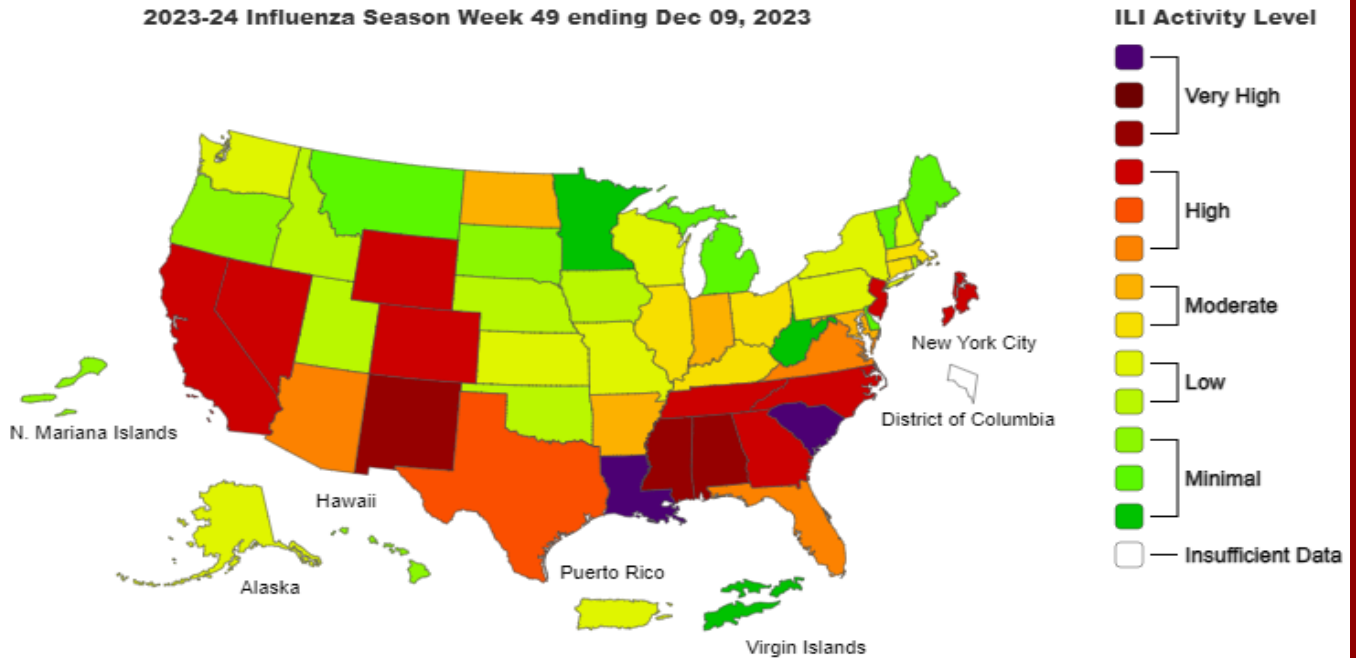 2023-24 Influenza Season Week 49 ending Dec 09, 2023
ILI Activity Level
Very High
High
Moderate
Low
Minimal
Insufficient Data
New York City
District of Columbia
N. Mariana Islands
Hawaii
Alaska
Puerto Rico
Virgin Islands